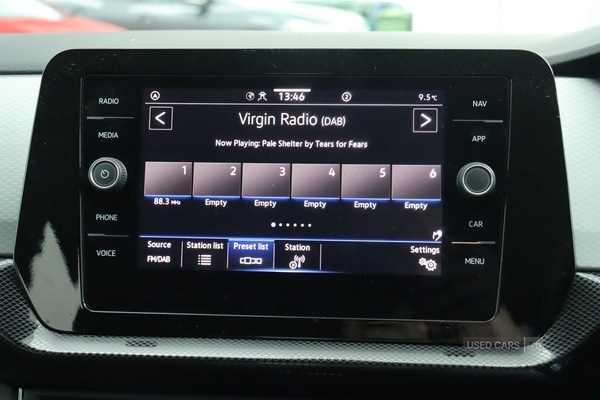 RADIO
MEDIA
PHONE
VOICE
13:46
2
9.5°C
<
Virgin Radio (DAB)
>
Now Playing: Pale Shelter by Tears for Fears
1 2 3 4 5 6
88.3 MHz Empty Empty Empty Empty Empty
Source Station list Preset list Station Settings
FM/DAB
NAV
APP
CAR
MENU
USED CARS